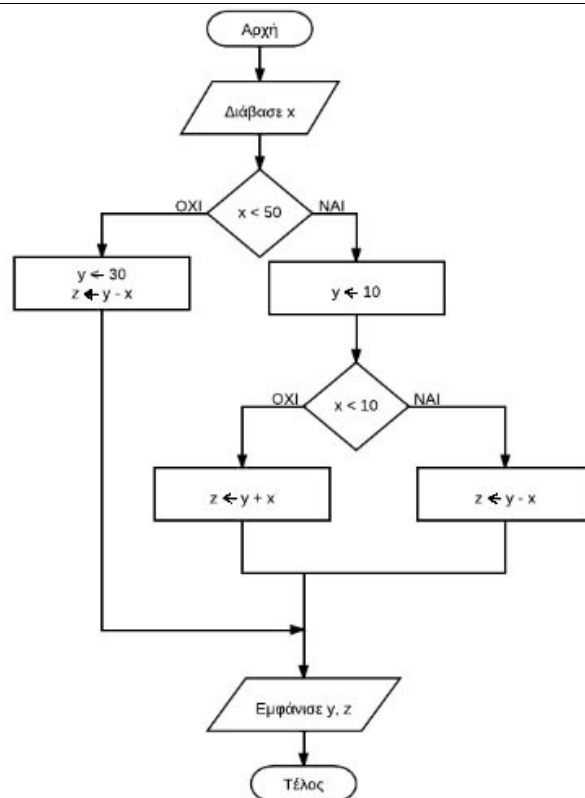 Αρχή
Διάβασε x
x < 50
ΟΧΙ
ΝΑΙ
y ← 30
z ← y - x
y ← 10
x < 10
ΟΧΙ
ΝΑΙ
z ← y + x
z ← y - x
Εμφάνισε y, z
Τέλος